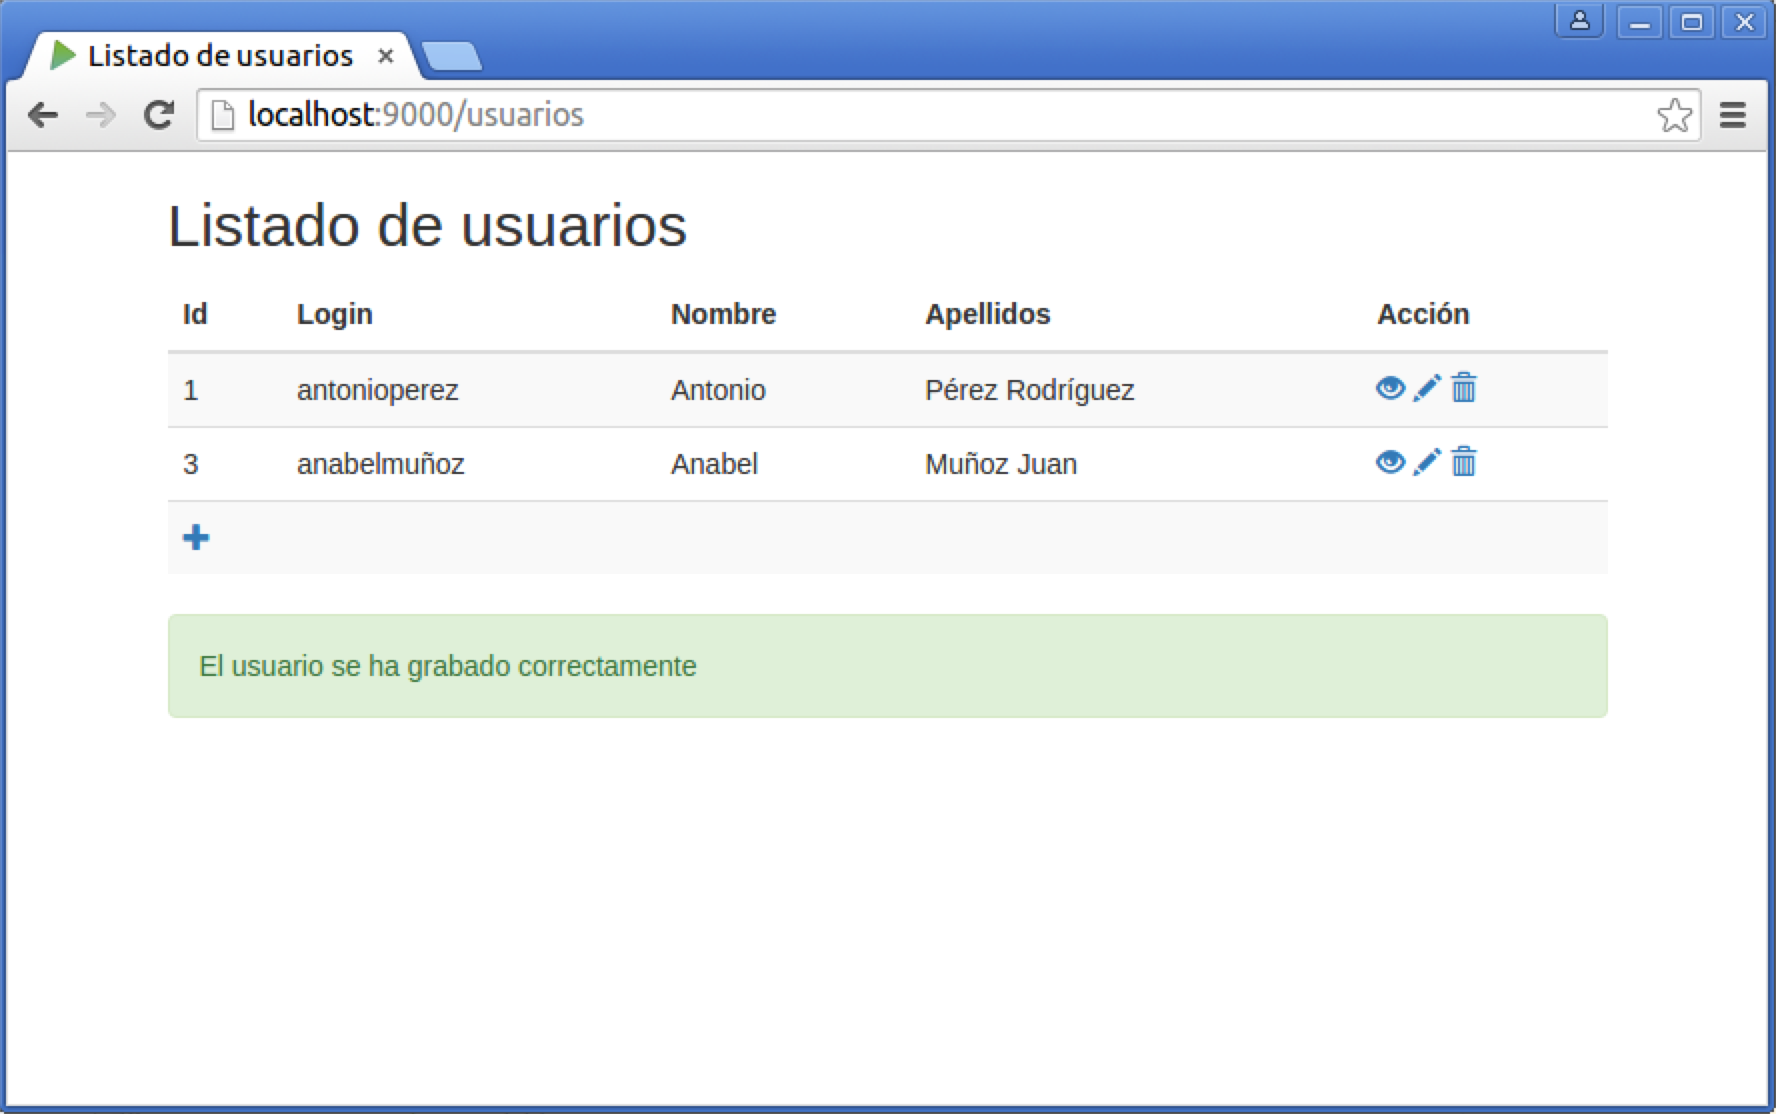 Listado de usuarios
localhost:9000/usuarios
Listado de usuarios
Id Login Nombre Apellidos Acción
1 antonioperez Antonio Pérez Rodríguez
3 anabelmuñoz Anabel Muñoz Juan
El usuario se ha grabado correctamente